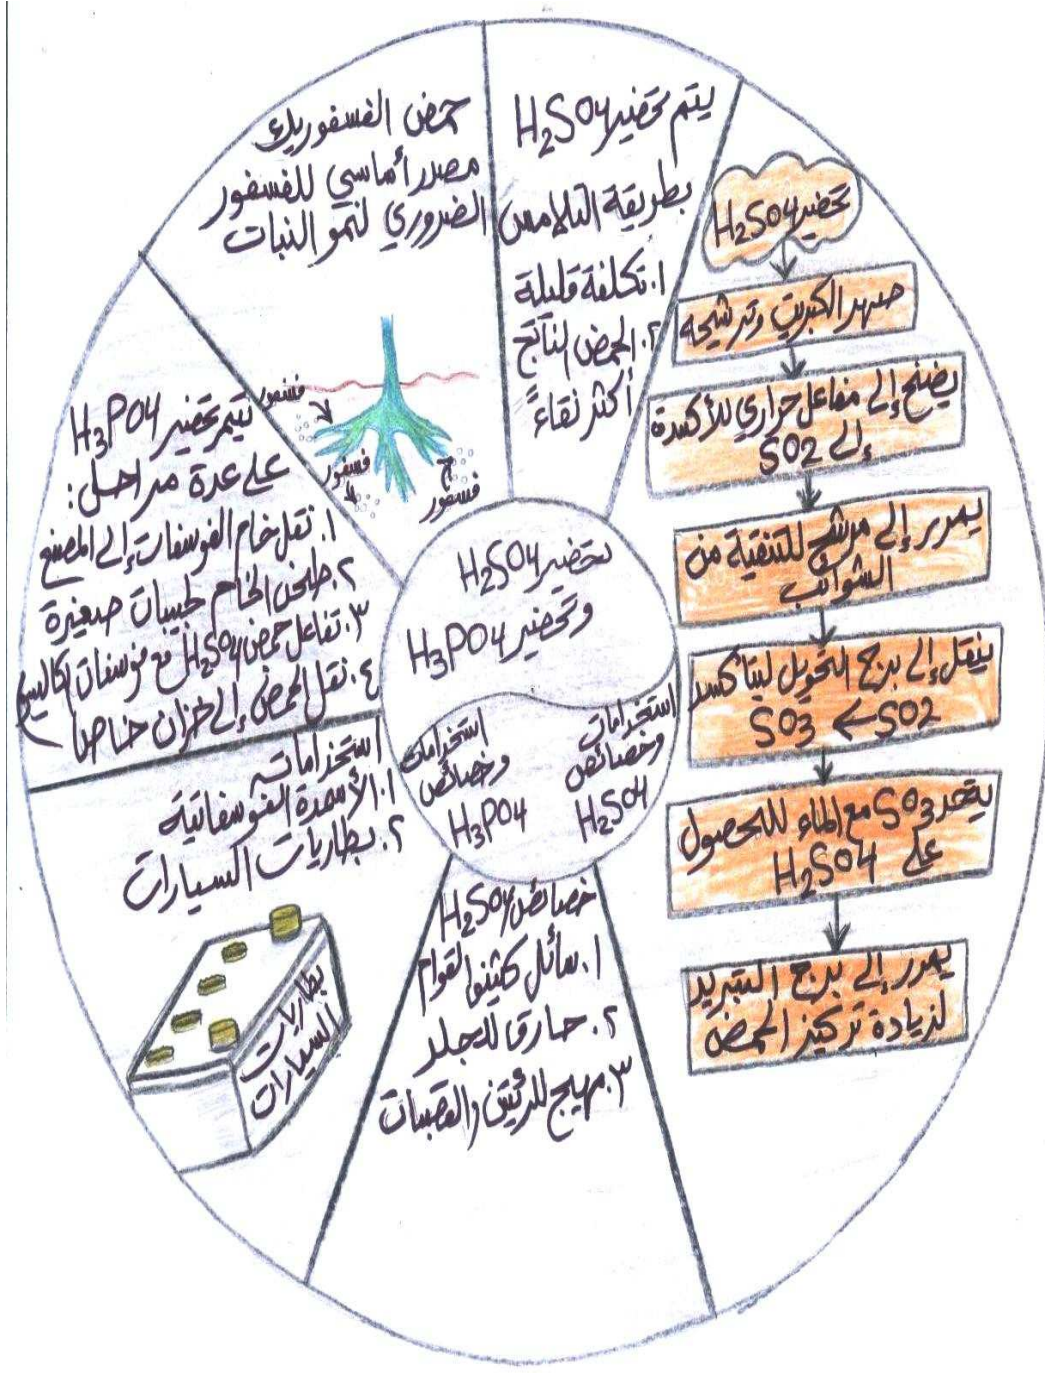 تحضير H2SO4
صهر الكبريت وترشيحه
يضخ إلى مفاعل حراري للأكسدة
إلى SO2
يمرر إلى مرشح للتنقية من
الشوائب
ينقل إلى برج التحويل ليتأكسد
SO2 → SO3
يتحد SO3 مع الماء للحصول
على H2SO4
يمرر إلى برج التبريد
لزيادة تركيز الحمض
يتم تحضير H2SO4
بطريقة التلامس
١. تكلفة قليلة
٢. الحمض الناتج
أكثر نقاءً
حمض الفسفوريك
مصدر أساسي للفسفور
الضروري لنمو النبات
فسفور
فسفور
فسفور
تتم تحضير H3PO4
على عدة مراحل:
١. نقل خام الفوسفات إلى المصنع
٢. طحن الخام لحبيبات صغيرة
٣. تفاعل حمض H2SO4 مع فوسفات الكالسيوم
٤. نقل الحمض إلى خزان خاص
استخداماته
١. الأسمدة الفوسفاتية
٢. بطاريات السيارات
بطاريات
السيارات
خصائص H2SO4
١. سائل كثيف القوام
٢. حارق للجلد
٣. مهيج للرئتين والقصبات
تحضير H2SO4
وتحضير H3PO4
استخدامات
وخصائص
H2SO4
استخدامات
وخصائص
H3PO4